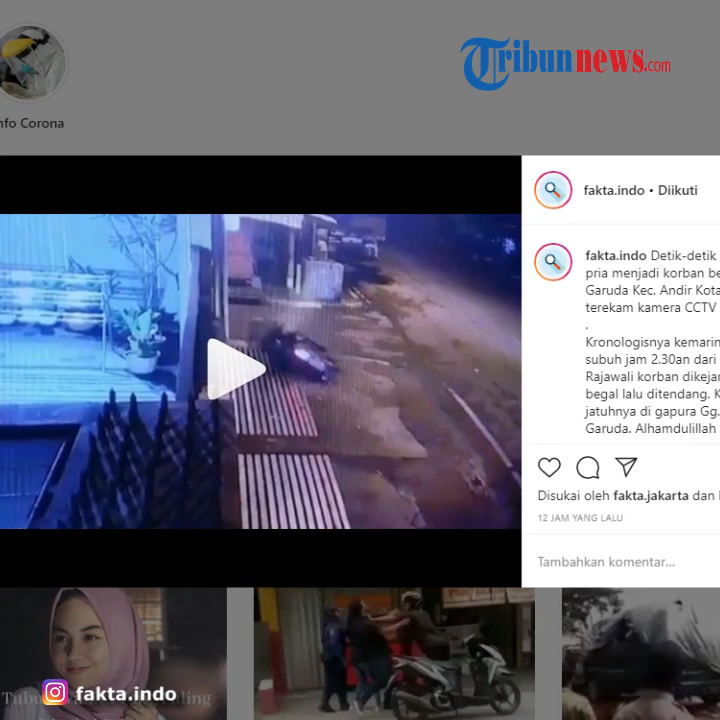 Tribunnews.com
nfo Corona
fakta.indo • Diikuti
fakta.indo Detik-detik
pria menjadi korban be
Garuda Kec. Andir Kota
terekam kamera CCTV
.
Kronologisnya kemarin
subuh jam 2.30an dari
Rajawali korban dikejar
begal lalu ditendang. K
jatuhnya di gapura Gg.
Garuda. Alhamdulillah
Disukai oleh fakta.jakarta dan
12 JAM YANG LALU
Tambahkan komentar...
fakta.indo